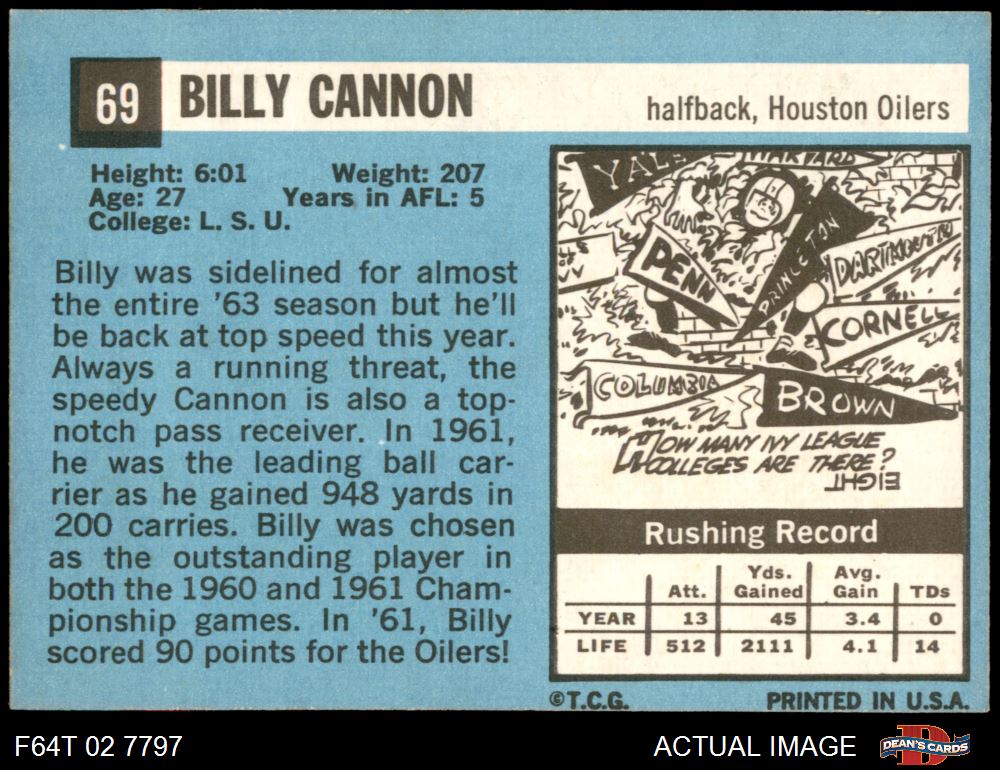 69 BILLY CANNON
halfback, Houston Oilers
Height: 6:01 Weight: 207
Age: 27 Years in AFL: 5
College: L. S. U.
Billy was sidelined for almost
the entire '63 season but he'll
be back at top speed this year.
Always a running threat, the
speedy Cannon is also a top-
notch pass receiver. In 1961,
he was the leading ball car-
rier as he gained 948 yards in
200 carries. Billy was chosen
as the outstanding player in
both the 1960 and 1961 Cham-
pionship games. In '61, Billy
scored 90 points for the Oilers!
YALE HARVARD
PENN
PRINCETON
DARTMOUTH
CORNELL
COLUMBIA
BROWN
HOW MANY IVY LEAGUE
COLLEGES ARE THERE?
EIGHT
Rushing Record
Att. Yds. Gained Avg. Gain TDs
YEAR 13 45 3.4 0
LIFE 512 2111 4.1 14
©T.C.G. PRINTED IN U.S.A.
F64T 02 7797 ACTUAL IMAGE
D
DEAN'S CARDS